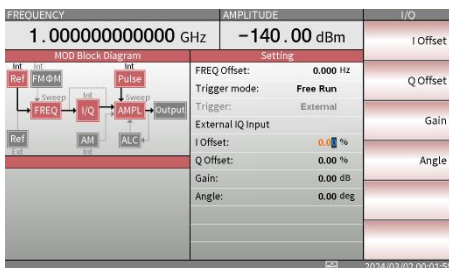 FREQUENCY AMPLITUDE I/Q
1.000000000000 GHz -140.00 dBm
I Offset
MOD Block Diagram
Setting
Int Int Int
Ref FMΦM Pulse
Sweep Sweep
Int
FREQ I/Q AMPL Output
Ref AM ALC
Ext Int
FREQ Offset: 0.000 Hz
Trigger mode: Free Run
Trigger: External
External IQ Input
I Offset: 0.00 %
Q Offset: 0.00 %
Gain: 0.00 dB
Angle: 0.00 deg
Q Offset
Gain
Angle
2024/03/02 00:01:5